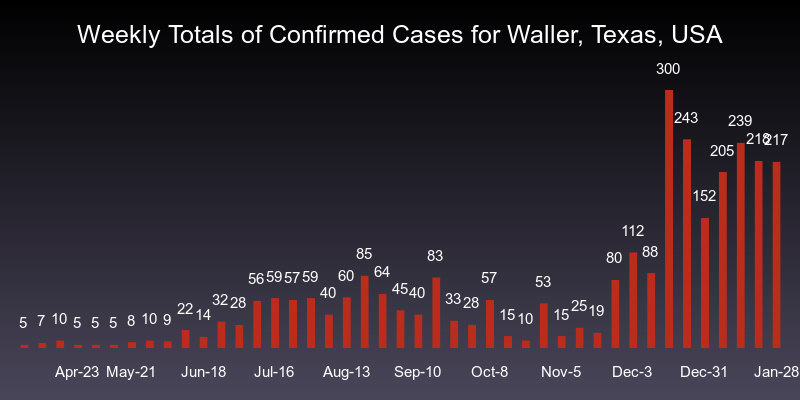 Weekly Totals of Confirmed Cases for Waller, Texas, USA
5 7 10 5 5 5 8 10 9 22 14 32 28 56 59 57 59 40 60 85 64 45 40 83 33 28 57 15 10 53 15 25 19 80 112 88 300 243 152 205 239 218 217
Apr-23 May-21 Jun-18 Jul-16 Aug-13 Sep-10 Oct-8 Nov-5 Dec-3 Dec-31 Jan-28